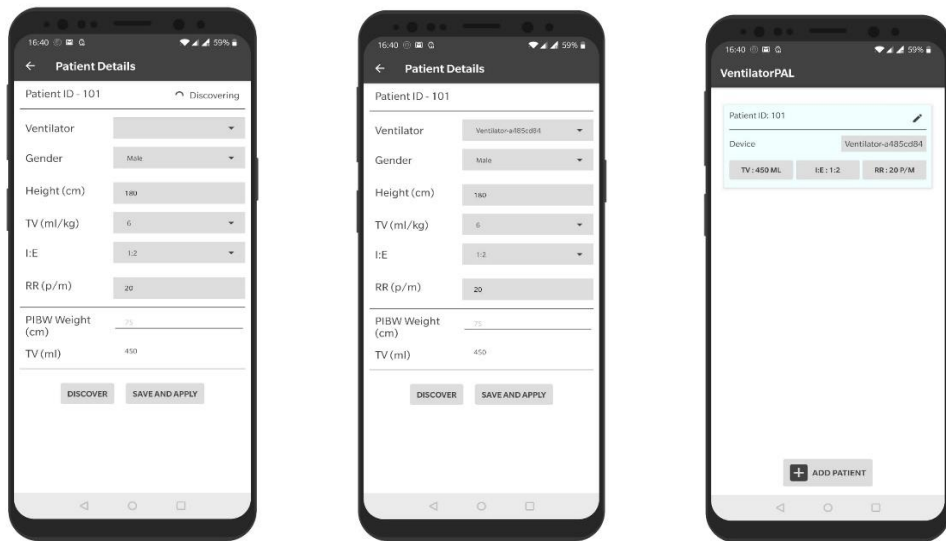 16:40 59%
Patient Details
Patient ID - 101 Discovering
Ventilator
Gender Male
Height (cm) 180
TV (ml/kg) 6
I:E 1:2
RR (p/m) 20
PIBW Weight
(cm) 75
TV (ml) 450
DISCOVER SAVE AND APPLY
16:40 59%
Patient Details
Patient ID - 101
Ventilator Ventilator-a485cd84
Gender Male
Height (cm) 180
TV (ml/kg) 6
I:E 1:2
RR (p/m) 20
PIBW Weight
(cm) 75
TV (ml) 450
DISCOVER SAVE AND APPLY
16:40 59%
VentilatorPAL
Patient ID: 101
Device Ventilator-a485cd84
TV : 450 ML I:E : 1:2 RR : 20 P/M
ADD PATIENT